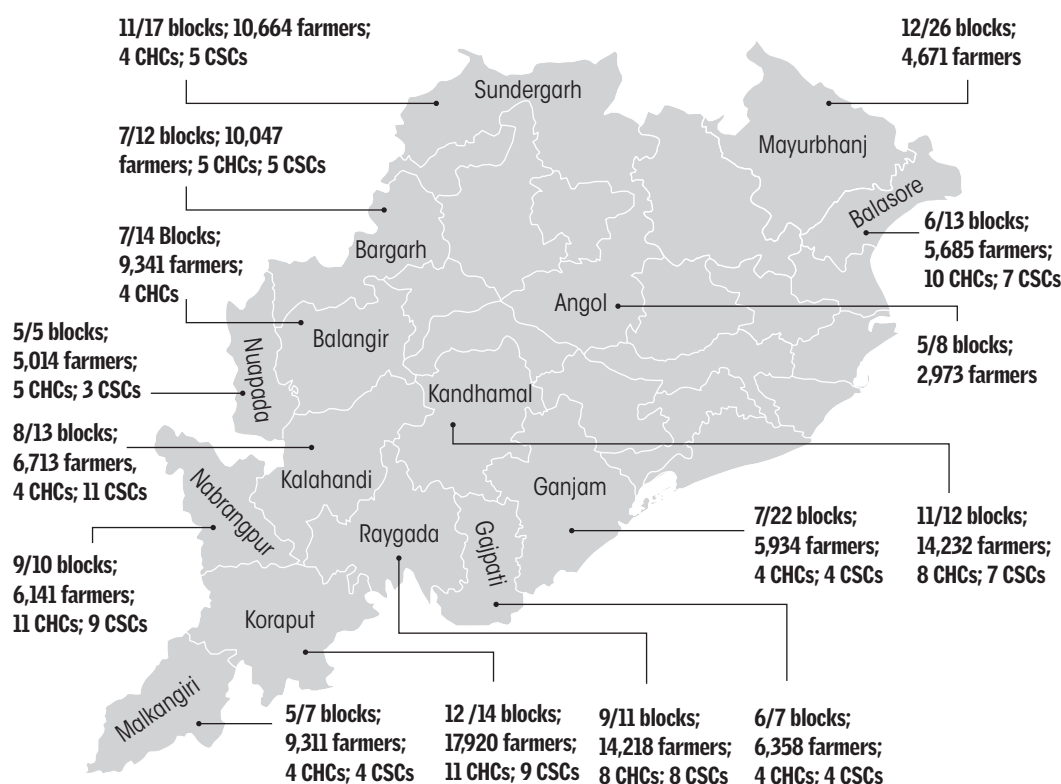 11/17 blocks; 10,664 farmers;
4 CHCs; 5 CSCs
12/26 blocks;
4,671 farmers
Sundergarh
7/12 blocks; 10,047
farmers; 5 CHCs; 5 CSCs
Mayurbhanj
Balasore
6/13 blocks;
5,685 farmers;
10 CHCs; 7 CSCs
Bargarh
7/14 Blocks;
9,341 farmers;
4 CHCs
Angol
5/8 blocks;
2,973 farmers
Balangir
5/5 blocks;
5,014 farmers;
5 CHCs; 3 CSCs
Nuapada
Kandhamal
8/13 blocks;
6,713 farmers,
4 CHCs; 11 CSCs
Kalahandi
Ganjam
Nabrangpur
Raygada
Gajpati
7/22 blocks;
5,934 farmers;
4 CHCs; 4 CSCs
11/12 blocks;
14,232 farmers;
8 CHCs; 7 CSCs
9/10 blocks;
6,141 farmers;
11 CHCs; 9 CSCs
Koraput
Malkangiri
5/7 blocks;
9,311 farmers;
4 CHCs; 4 CSCs
12 /14 blocks;
17,920 farmers;
11 CHCs; 9 CSCs
9/11 blocks;
14,218 farmers;
8 CHCs; 8 CSCs
6/7 blocks;
6,358 farmers;
4 CHCs; 4 CSCs